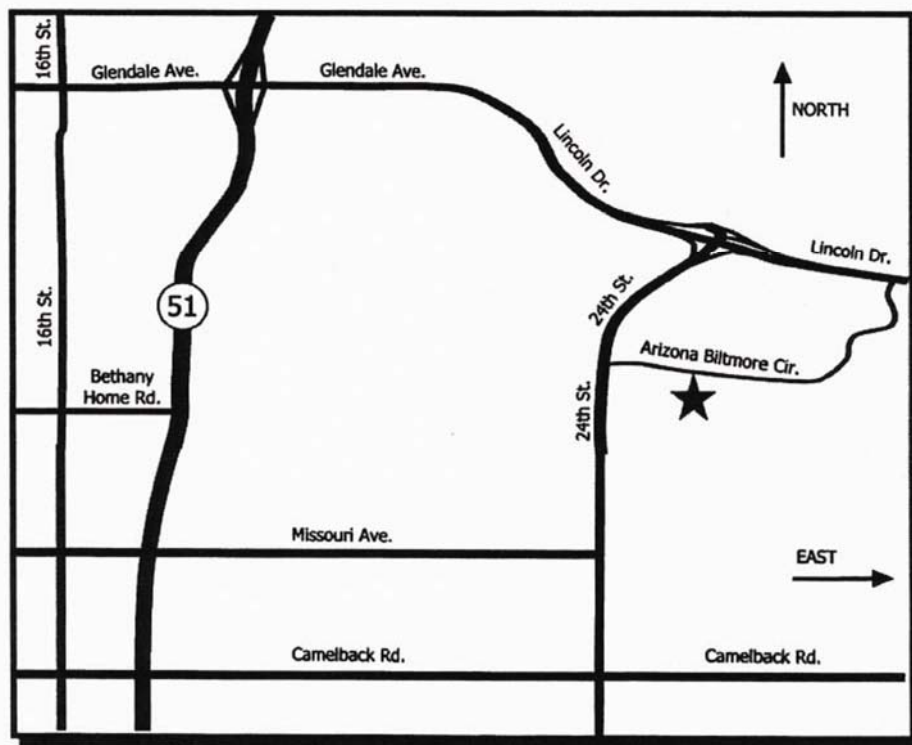 16th St.
Glendale Ave.
Glendale Ave.
NORTH
Lincoln Dr.
Lincoln Dr.
24th St.
51
16th St.
Arizona Biltmore Cir.
Bethany
Home Rd.
24th St.
Missouri Ave.
EAST
Camelback Rd.
Camelback Rd.